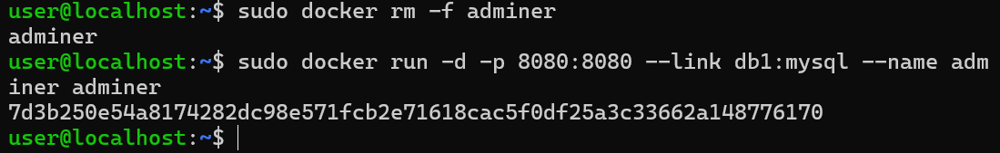 user@localhost:~$ sudo docker rm -f adminer
adminer
user@localhost:~$ sudo docker run -d -p 8080:8080 --link db1:mysql --name adm
iner adminer
7d3b250e54a8174282dc98e571fcb2e71618cac5f0df25a3c33662a148776170
user@localhost:~$